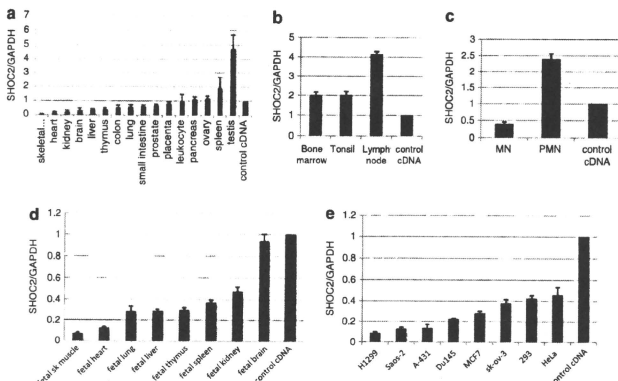 a
SHOC2/GAPDH
7
6
5
4
3
2
1
0
skeletal...
heart
kidney
brain
liver
thymus
colon
lung
small intestine
prostate
placenta
leukocyte
pancreas
ovary
spleen
testis
control cDNA
b
SHOC2/GAPDH
5
4
3
2
1
0
Bone marrow
Tonsil
Lymph node
control cDNA
c
SHOC2/GAPDH
3
2.5
2
1.5
1
0.5
0
MN
PMN
control cDNA
d
SHOC2/GAPDH
1.2
1
0.8
0.6
0.4
0.2
0
fetal sk muscle
fetal heart
fetal lung
fetal liver
fetal thymus
fetal spleen
fetal kidney
fetal brain
control cDNA
e
SHOC2/GAPDH
1.2
1
0.8
0.6
0.4
0.2
0
H1299
Saos-2
A-431
Du145
MCF7
sk-ov-3
293
HeLa
control cDNA